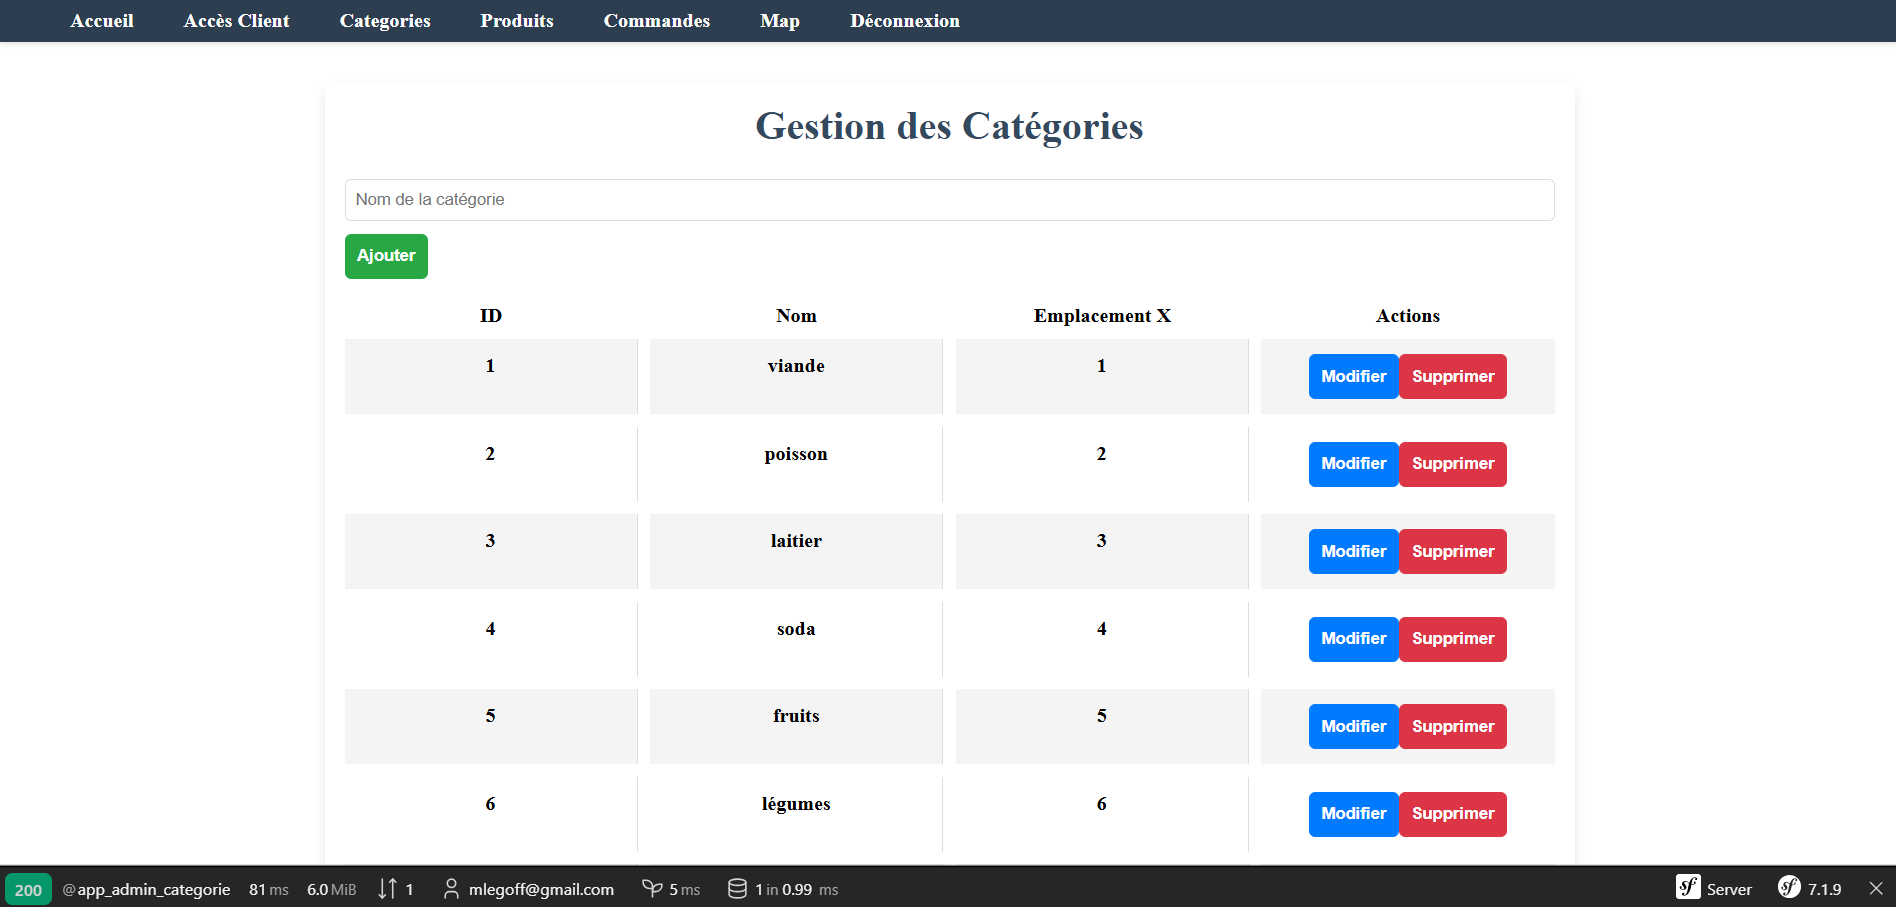 Accueil Accès Client Categories Produits Commandes Map Déconnexion
Gestion des Catégories
Nom de la catégorie
Ajouter
ID Nom Emplacement X Actions
1 viande 1 Modifier Supprimer
2 poisson 2 Modifier Supprimer
3 laitier 3 Modifier Supprimer
4 soda 4 Modifier Supprimer
5 fruits 5 Modifier Supprimer
6 légumes 6 Modifier Supprimer
200 @app_admin_categorie 81 ms 6.0 MiB 1 mlegoff@gmail.com 5 ms 1 in 0.99 ms sf Server sf 7.1.9